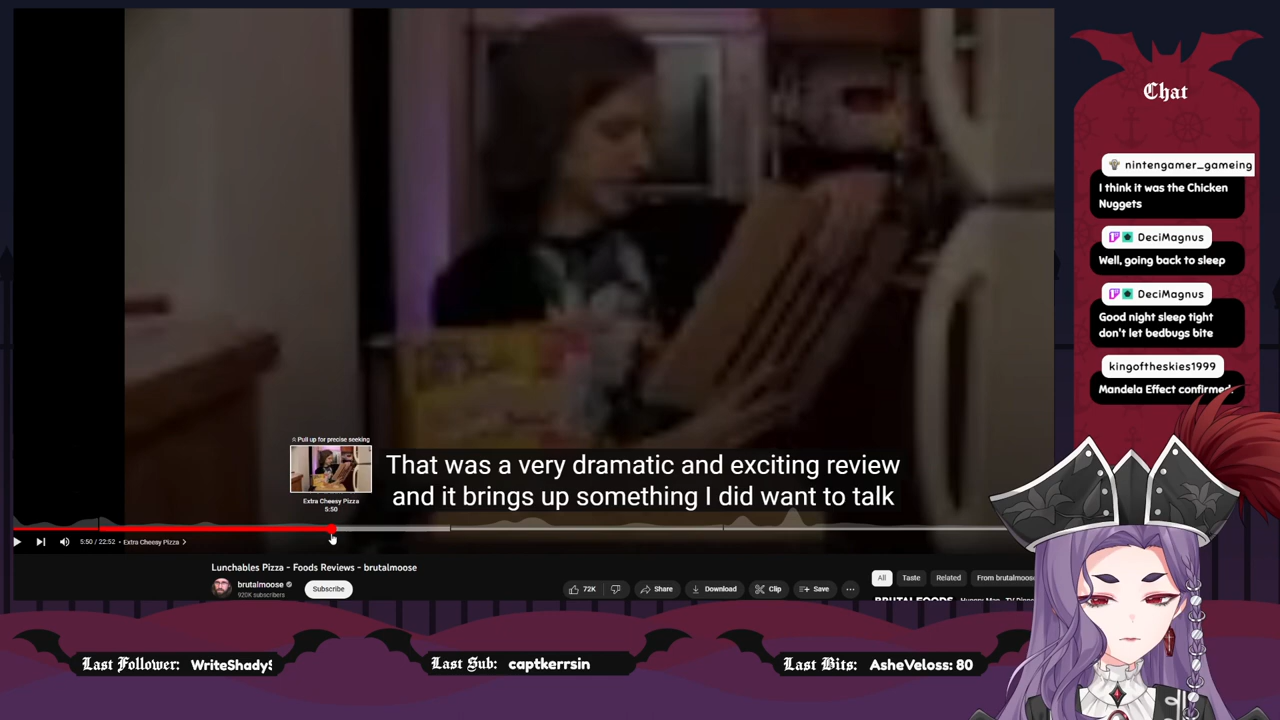 Chat
nintengamer_gameing
I think it was the Chicken
Nuggets
DeciMagnus
Well, going back to sleep
DeciMagnus
Good night sleep tight
don't let bedbugs bite
kingoftheskies1999
Mandela Effect confirmed
Pull up for precise seeking
Extra Cheesy Pizza
5:50
That was a very dramatic and exciting review
and it brings up something I did want to talk
5:50 / 22:52 • Extra Cheesy Pizza
Lunchables Pizza - Foods Reviews - brutalmoose
brutalmoose
920K subscribers
Subscribe
72K
Share
Download
Clip
Save
All
Taste
Related
From brutalmoose
BRUTALFOODS
Last Follower: WriteShadyS
Last Sub: captkerrsin
Last Bits: AsheVeloss: 80